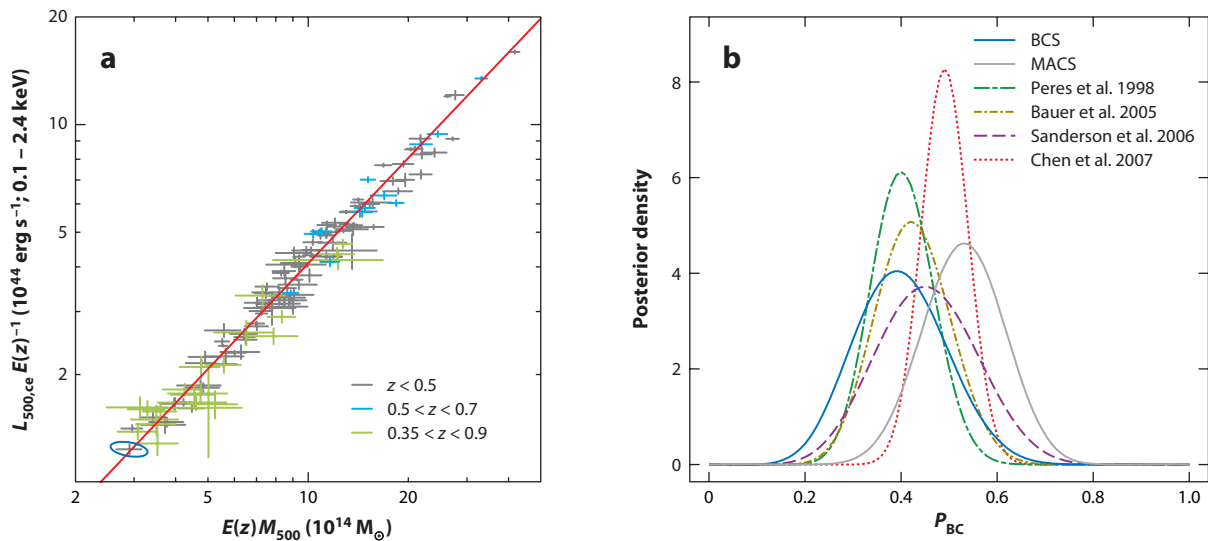 a
L500,ce E(z)−1 (1044 erg s−1; 0.1 – 2.4 keV)
20
10
5
2
z < 0.5
0.5 < z < 0.7
0.35 < z < 0.9
2
5
10
20
E(z) M500 (1014 M⊙)
b
BCS
MACS
Peres et al. 1998
Bauer et al. 2005
Sanderson et al. 2006
Chen et al. 2007
Posterior density
8
6
4
2
0
0
0.2
0.4
0.6
0.8
1.0
PBC